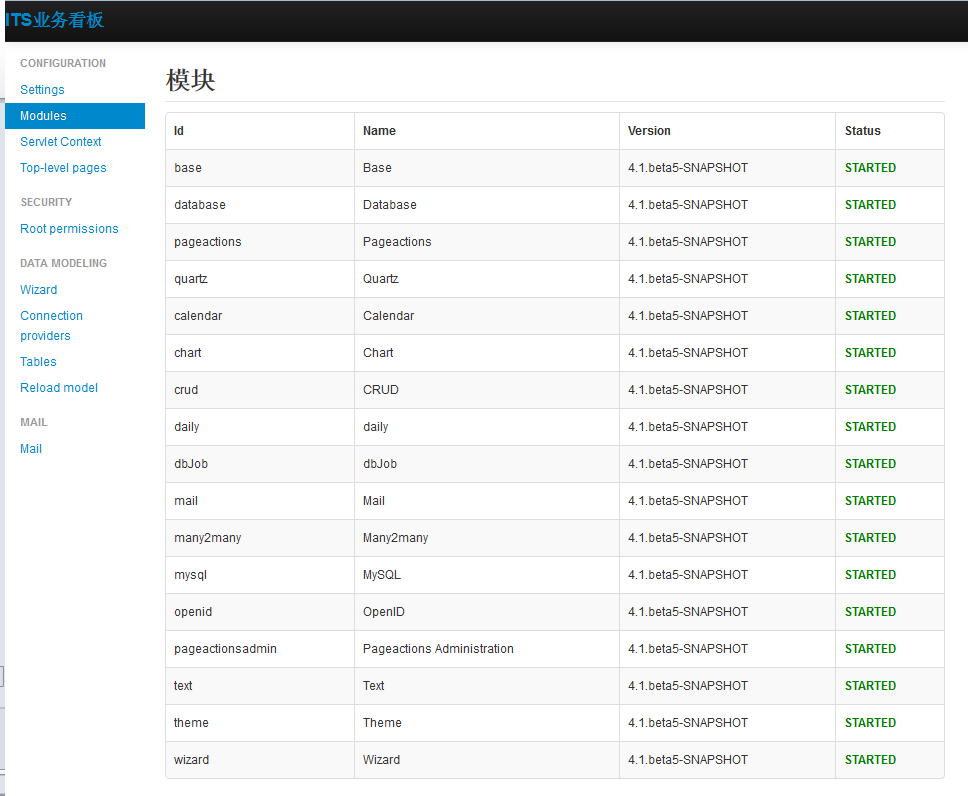 ITS业务看板
CONFIGURATION
Settings
Modules
Servlet Context
Top-level pages
SECURITY
Root permissions
DATA MODELING
Wizard
Connection
providers
Tables
Reload model
MAIL
Mail
模块
Id Name Version Status
base Base 4.1.beta5-SNAPSHOT STARTED
database Database 4.1.beta5-SNAPSHOT STARTED
pageactions Pageactions 4.1.beta5-SNAPSHOT STARTED
quartz Quartz 4.1.beta5-SNAPSHOT STARTED
calendar Calendar 4.1.beta5-SNAPSHOT STARTED
chart Chart 4.1.beta5-SNAPSHOT STARTED
crud CRUD 4.1.beta5-SNAPSHOT STARTED
daily daily 4.1.beta5-SNAPSHOT STARTED
dbJob dbJob 4.1.beta5-SNAPSHOT STARTED
mail Mail 4.1.beta5-SNAPSHOT STARTED
many2many Many2many 4.1.beta5-SNAPSHOT STARTED
mysql MySQL 4.1.beta5-SNAPSHOT STARTED
openid OpenID 4.1.beta5-SNAPSHOT STARTED
pageactionsadmin Pageactions Administration 4.1.beta5-SNAPSHOT STARTED
text Text 4.1.beta5-SNAPSHOT STARTED
theme Theme 4.1.beta5-SNAPSHOT STARTED
wizard Wizard 4.1.beta5-SNAPSHOT STARTED